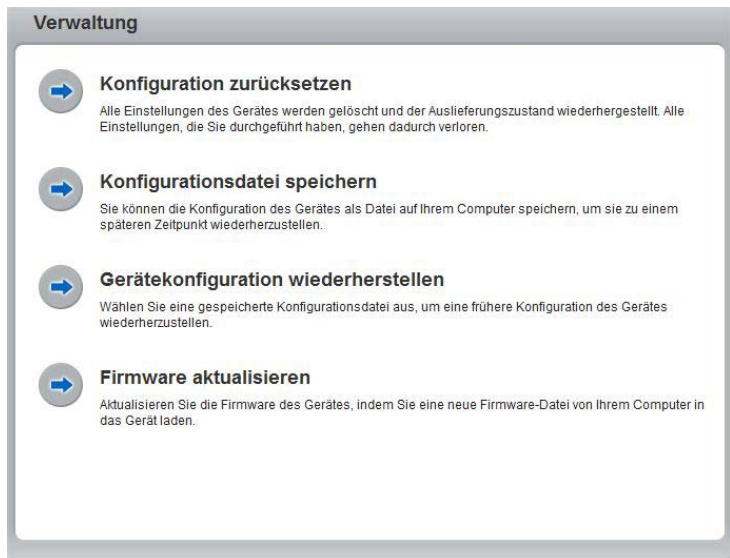 Verwaltung
Konfiguration zurücksetzen
Alle Einstellungen des Gerätes werden gelöscht und der Auslieferungszustand wiederhergestellt. Alle
Einstellungen, die Sie durchgeführt haben, gehen dadurch verloren.
Konfigurationsdatei speichern
Sie können die Konfiguration des Gerätes als Datei auf Ihrem Computer speichern, um sie zu einem
späteren Zeitpunkt wiederherzustellen.
Gerätekonfiguration wiederherstellen
Wählen Sie eine gespeicherte Konfigurationsdatei aus, um eine frühere Konfiguration des Gerätes
wiederherzustellen.
Firmware aktualisieren
Aktualisieren Sie die Firmware des Gerätes, indem Sie eine neue Firmware-Datei von Ihrem Computer in
das Gerät laden.